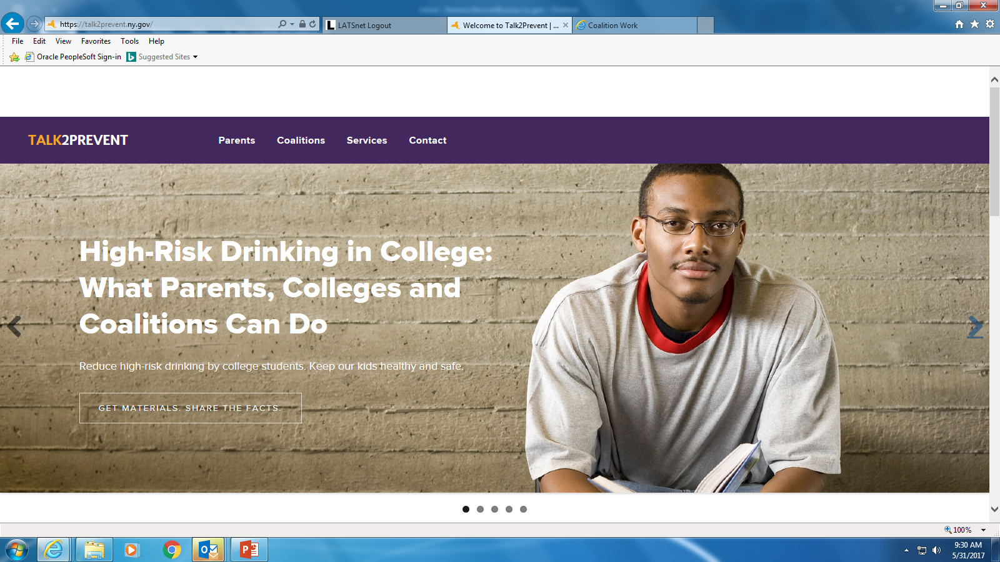 https://talk2prevent.ny.gov/
LATSnet Logout
Welcome to Talk2Prevent | ...
Coalition Work
File Edit View Favorites Tools Help
Oracle PeopleSoft Sign-in
Suggested Sites
TALK2PREVENT
Parents Coalitions Services Contact
High-Risk Drinking in College:
What Parents, Colleges and
Coalitions Can Do
Reduce high-risk drinking by college students. Keep our kids healthy and safe.
GET MATERIALS. SHARE THE FACTS.
100%
9:30 AM
5/31/2017